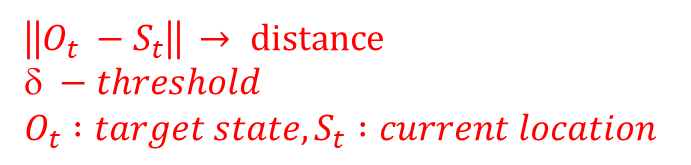 ||O_t − S_t|| → distance
δ − threshold
O_t : target state, S_t : current location